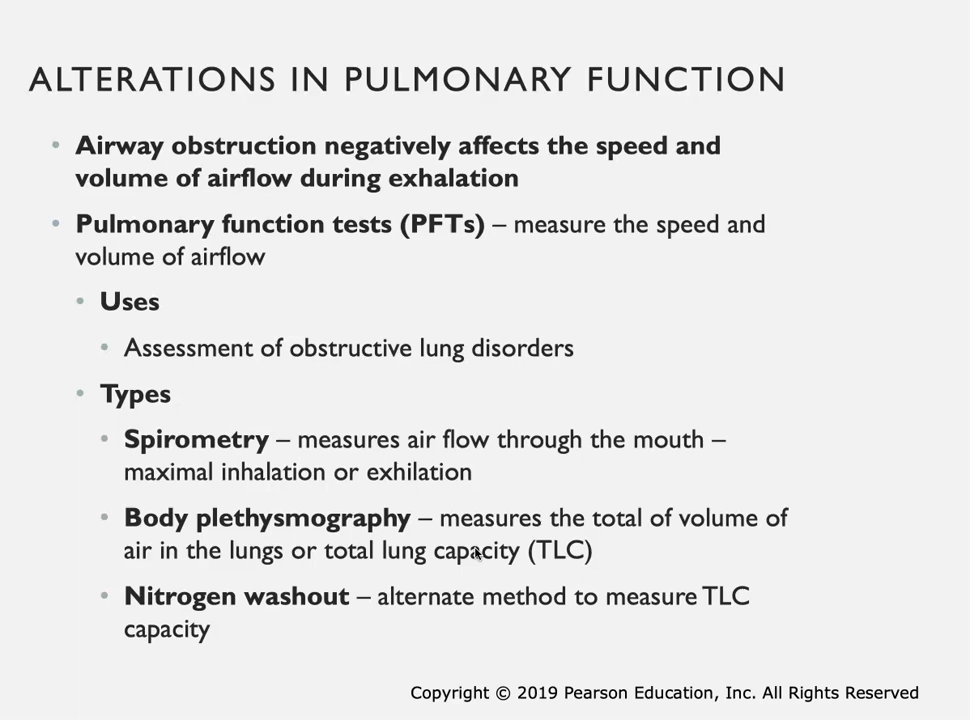 ALTERATIONS IN PULMONARY FUNCTION
• Airway obstruction negatively affects the speed and
volume of airflow during exhalation
• Pulmonary function tests (PFTs) – measure the speed and
volume of airflow
• Uses
• Assessment of obstructive lung disorders
• Types
• Spirometry – measures air flow through the mouth –
maximal inhalation or exhilation
• Body plethysmography – measures the total of volume of
air in the lungs or total lung capacity (TLC)
• Nitrogen washout – alternate method to measure TLC
capacity
Copyright © 2019 Pearson Education, Inc. All Rights Reserved